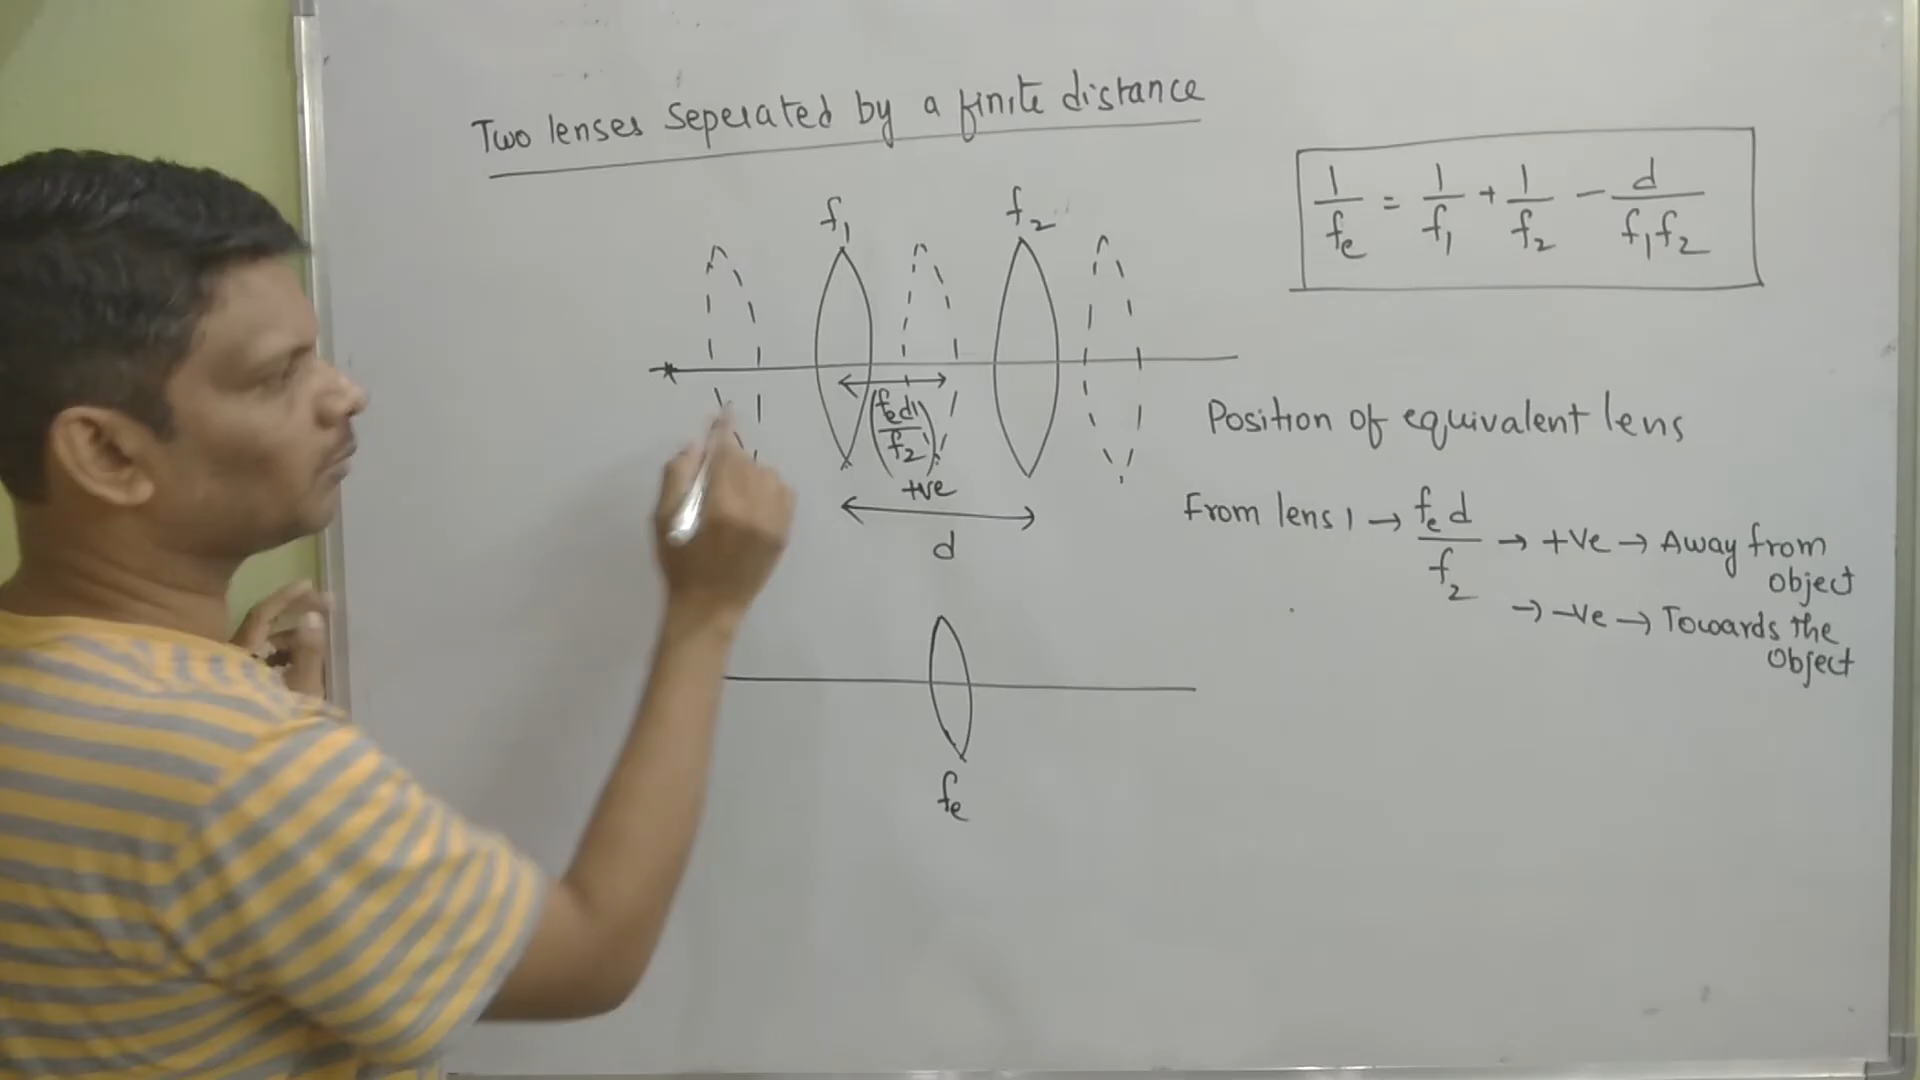 Two lenses Seperated by a finite distance
f₁ f₂
1/fe = 1/f₁ + 1/f₂ - d/f₁f₂
(fed/f₂)
+ve
d
Position of equivalent lens
From lens 1 → fe d/f₂ → +ve → Away from
object
→ -ve → Towards the
object
fe